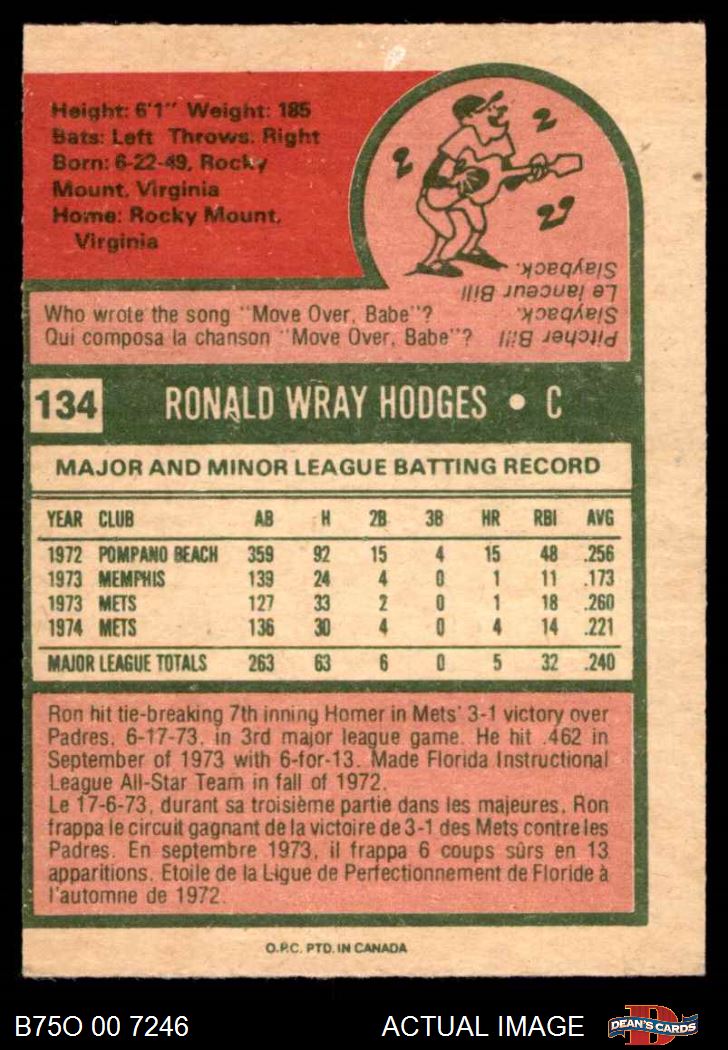 Height: 6'1" Weight: 185
Bats: Left Throws: Right
Born: 6-22-49, Rocky
Mount, Virginia
Home: Rocky Mount,
Virginia
Who wrote the song "Move Over, Babe"?
Qui composa la chanson "Move Over, Babe"?
Pitcher Bill
Slayback.
Le lanceur Bill
Slayback.
134
RONALD WRAY HODGES • C
MAJOR AND MINOR LEAGUE BATTING RECORD
YEAR CLUB AB H 2B 3B HR RBI AVG
1972 POMPANO BEACH 359 92 15 4 15 48 .256
1973 MEMPHIS 139 24 4 0 1 11 .173
1973 METS 127 33 2 0 1 18 .260
1974 METS 136 30 4 0 4 14 .221
MAJOR LEAGUE TOTALS 263 63 6 0 5 32 .240
Ron hit tie-breaking 7th inning Homer in Mets' 3-1 victory over
Padres, 6-17-73, in 3rd major league game. He hit .462 in
September of 1973 with 6-for-13. Made Florida Instructional
League All-Star Team in fall of 1972.
Le 17-6-73, durant sa troisième partie dans les majeures, Ron
frappa le circuit gagnant de la victoire de 3-1 des Mets contre les
Padres. En septembre 1973, il frappa 6 coups sûrs en 13
apparitions. Etoile de la Ligue de Perfectionnement de Floride à
l'automne de 1972.
O.P.C. PTD. IN CANADA
B75O 00 7246
ACTUAL IMAGE
D
DEAN'S CARDS